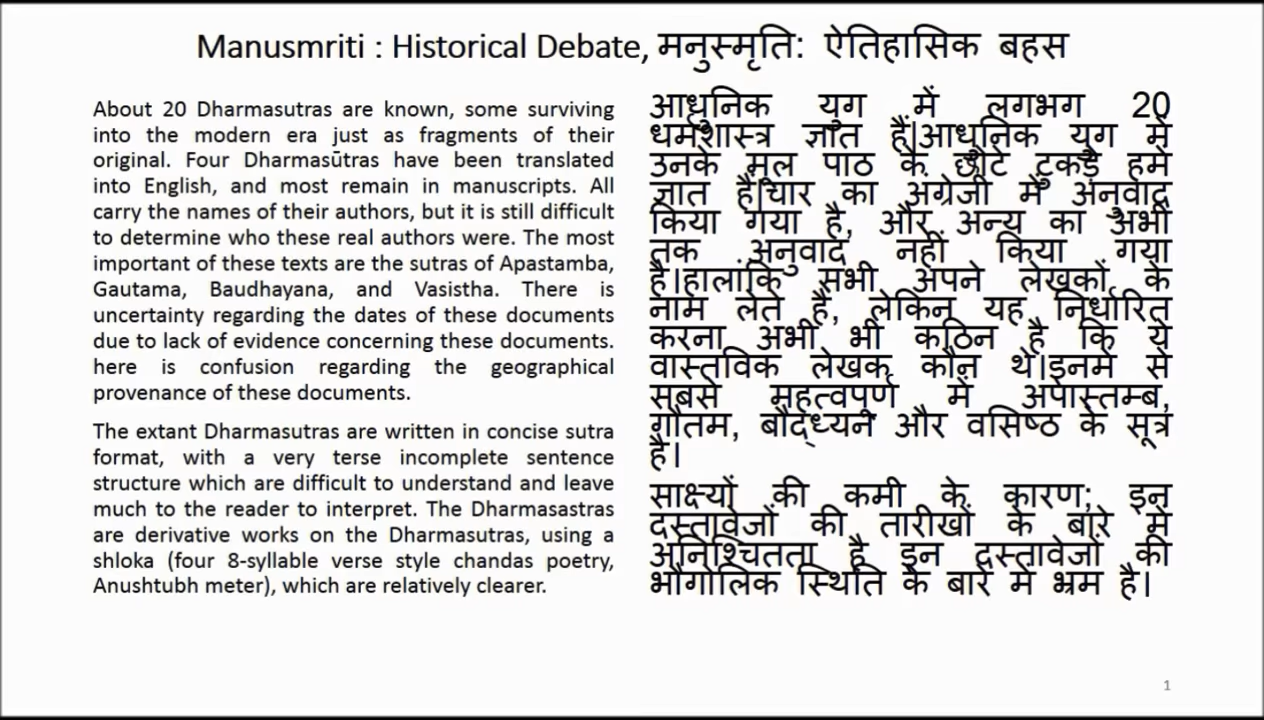 Manusmriti : Historical Debate, मनुस्मृति: ऐतिहासिक बहस
About 20 Dharmasutras are known, some surviving
into the modern era just as fragments of their
original. Four Dharmasūtras have been translated
into English, and most remain in manuscripts. All
carry the names of their authors, but it is still difficult
to determine who these real authors were. The most
important of these texts are the sutras of Apastamba,
Gautama, Baudhayana, and Vasistha. There is
uncertainty regarding the dates of these documents
due to lack of evidence concerning these documents.
here is confusion regarding the geographical
provenance of these documents.
The extant Dharmasutras are written in concise sutra
format, with a very terse incomplete sentence
structure which are difficult to understand and leave
much to the reader to interpret. The Dharmasastras
are derivative works on the Dharmasutras, using a
shloka (four 8-syllable verse style chandas poetry,
Anushtubh meter), which are relatively clearer.
आधुनिक युग में लगभग 20
धर्मशास्त्र ज्ञात हैं|आधुनिक युग में
उनके मूल पाठ के छोटे टुकड़े हमें
ज्ञात हैं|चार का अंग्रेजी में अनुवाद
किया गया है, और अन्य का अभी
तक अनुवाद नहीं किया गया
है।हालांकि सभी अपने लेखकों के
नाम लेते हैं, लेकिन यह निर्धारित
करना अभी भी कठिन है कि ये
वास्तविक लेखक कौन थे।इनमें से
सबसे महत्वपूर्ण में अपास्तम्ब,
गौतम, बौद्ध्यन और वसिष्ठ के सूत्र
है।
साक्ष्यों की कमी के कारण; इन
दस्तावेजों की तारीखों के बारे में
अनिश्चितता है इन दस्तावेजों की
भौगोलिक स्थिति के बारे में भ्रम है।
1